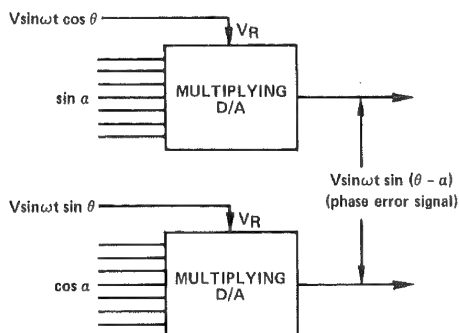 Vsinωt cos θ
VR
sin α
MULTIPLYING
D/A
Vsinωt sin (θ - α)
(phase error signal)
Vsinωt sin θ
VR
cos α
MULTIPLYING
D/A